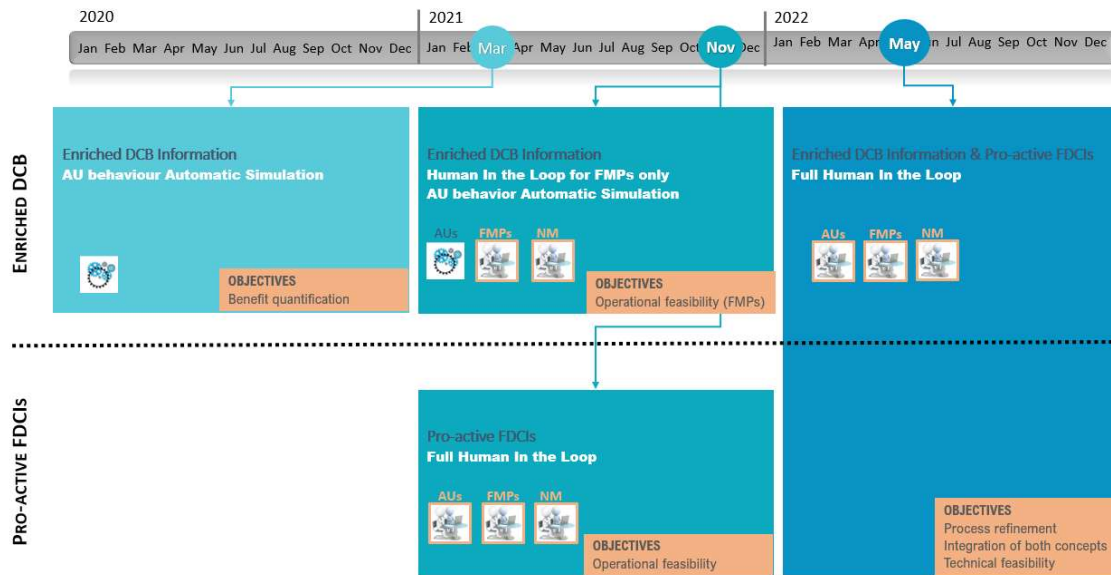 2020
2021
2022
Jan Feb Mar Apr May Jun Jul Aug Sep Oct Nov Dec
Jan Mar Apr May Jun Jul Aug Sep Oct Nov Dec
Jan Feb Mar Apr May Jul Aug Sep Oct Nov Dec
ENRICHED DCB
Enriched DCB Information
AU behaviour Automatic Simulation
OBJECTIVES
Benefit quantification
Enriched DCB Information
Human In the Loop for FMPs only
AU behavior Automatic Simulation
AUs FMPs NM
OBJECTIVES
Operational feasibility (FMPs)
Enriched DCB Information & Pro-active FDCIs
Full Human In the Loop
AUs FMPs NM
PRO-ACTIVE FDCIS
Pro-active FDCIs
Full Human In the Loop
AUs FMPs NM
OBJECTIVES
Operational feasibility
OBJECTIVES
Process refinement
Integration of both concepts
Technical feasibility